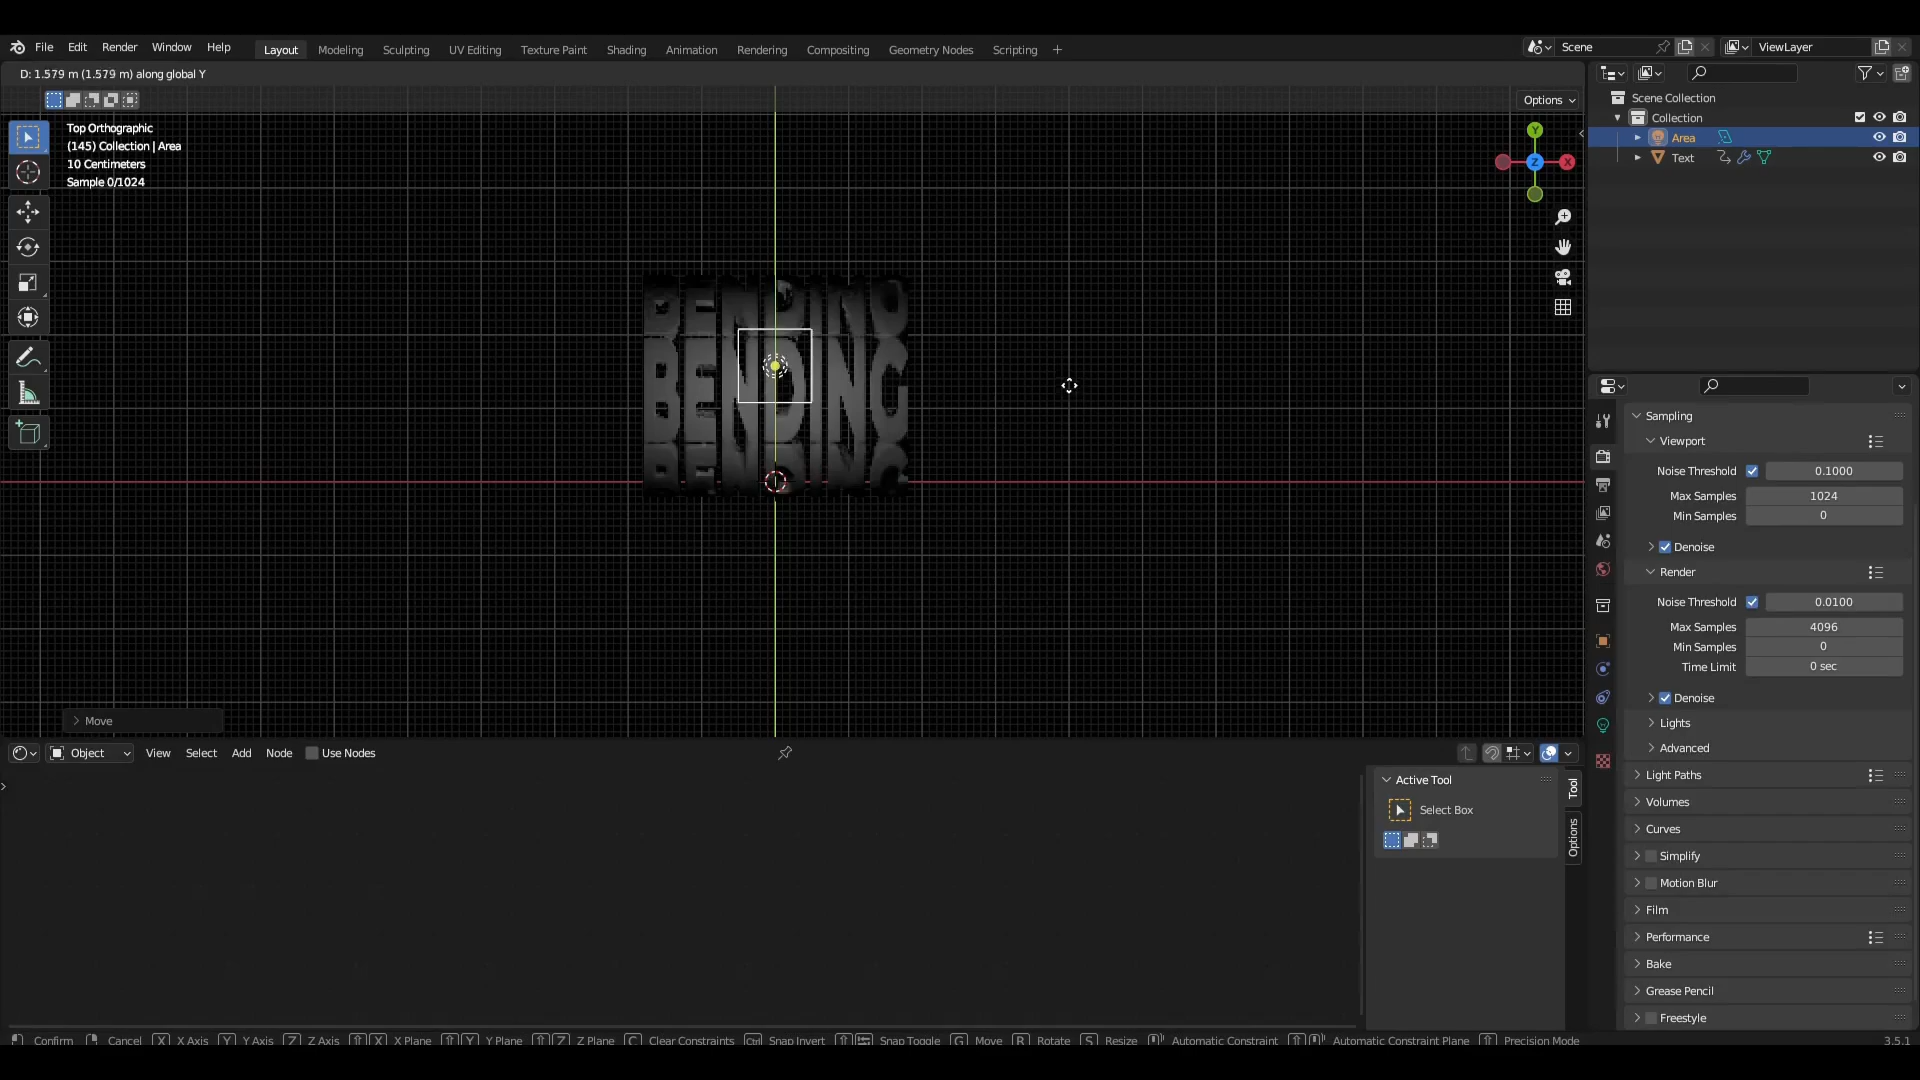 File Edit Render Window Help Layout Modeling Sculpting UV Editing Texture Paint Shading Animation Rendering Compositing Geometry Nodes Scripting + Scene ViewLayer
D: 1.579 m (1.579 m) along global Y
Options
Top Orthographic
(145) Collection | Area
10 Centimeters
Sample 0/1024
Y
Z
X
BENDING
BENDING
BENDING
Move
Scene Collection
Collection
Area
Text
Sampling
Viewport
Noise Threshold 0.1000
Max Samples 1024
Min Samples 0
Denoise
Render
Noise Threshold 0.0100
Max Samples 4096
Min Samples 0
Time Limit 0 sec
Denoise
Lights
Advanced
Light Paths
Volumes
Curves
Simplify
Motion Blur
Film
Performance
Bake
Grease Pencil
Freestyle
Object View Select Add Node Use Nodes
Active Tool
Select Box
Tool
Options
Confirm Cancel X X Axis Y Y Axis Z Z Axis X X Plane Y Y Plane Z Z Plane C Clear Constraints Ctrl Snap Invert Snap Toggle G Move R Rotate S Resize Automatic Constraint Automatic Constraint Plane Precision Mode 3.5.1